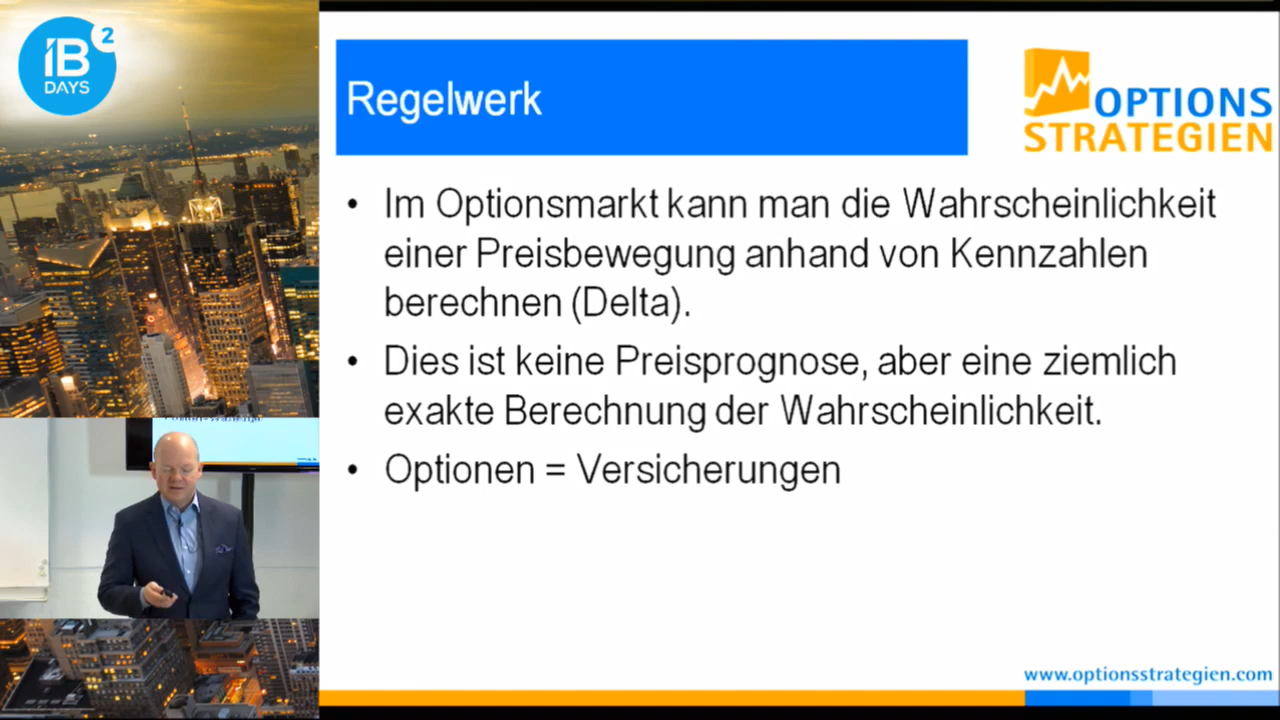 IB 2
DAYS
Regelwerk
OPTIONS
STRATEGIEN
• Im Optionsmarkt kann man die Wahrscheinlichkeit
einer Preisbewegung anhand von Kennzahlen
berechnen (Delta).
• Dies ist keine Preisprognose, aber eine ziemlich
exakte Berechnung der Wahrscheinlichkeit.
• Optionen = Versicherungen
www.optionsstrategien.com